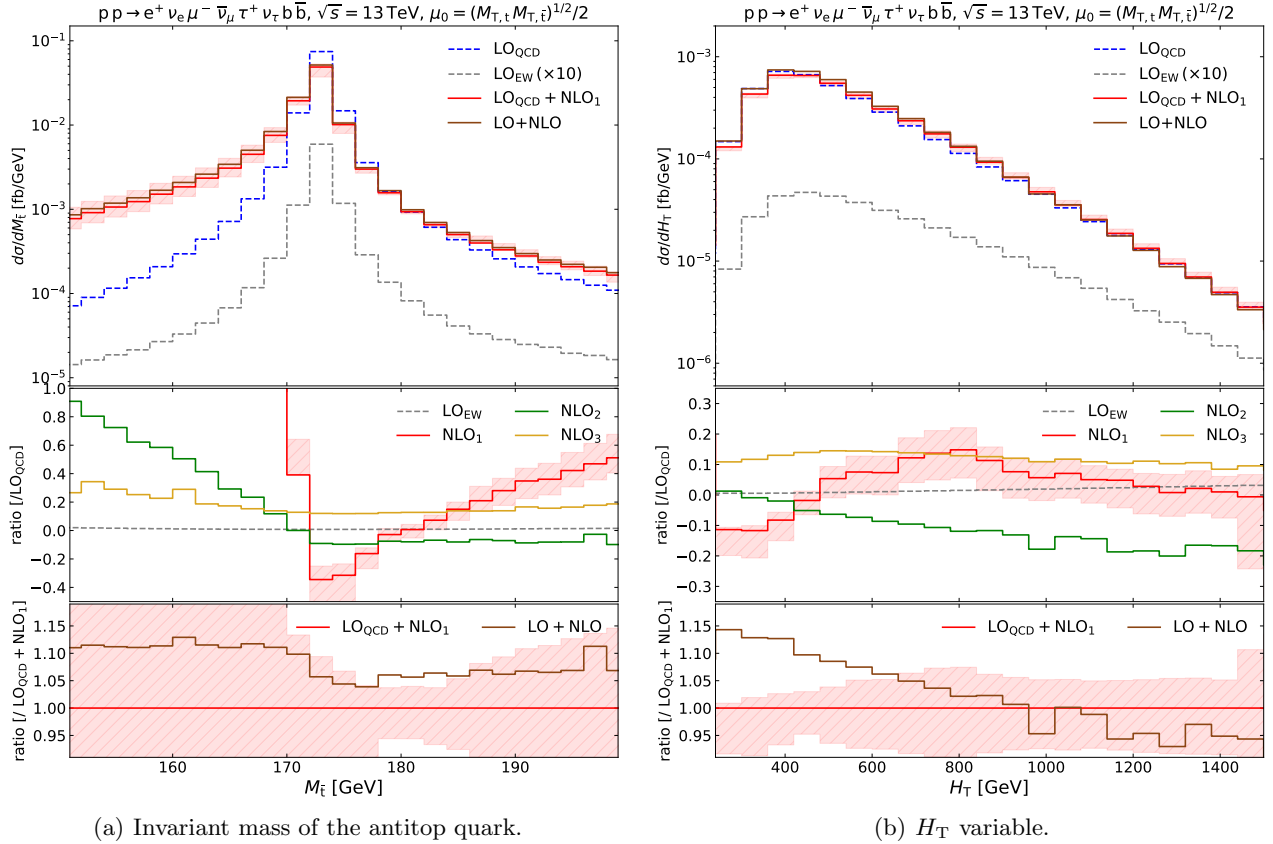 p p → e⁺ νₑ μ⁻ ν̄_μ τ⁺ ν_τ b b̄, √s = 13 TeV, μ₀ = (M_T,t M_T,t̄)^1/2/2
LO_QCD
LO_EW (×10)
LO_QCD + NLO₁
LO+NLO
dσ/dM_t̄ [fb/GeV]
10⁻¹
10⁻²
10⁻³
10⁻⁴
10⁻⁵
LO_EW
NLO₁
NLO₂
NLO₃
ratio [/LO_QCD]
1.0
0.8
0.6
0.4
0.2
0.0
−0.2
−0.4
LO_QCD + NLO₁
LO + NLO
ratio [/ LO_QCD + NLO₁]
1.15
1.10
1.05
1.00
0.95
160 170 180 190
M_t̄ [GeV]
(a) Invariant mass of the antitop quark.
p p → e⁺ νₑ μ⁻ ν̄_μ τ⁺ ν_τ b b̄, √s = 13 TeV, μ₀ = (M_T,t M_T,t̄)^1/2/2
LO_QCD
LO_EW (×10)
LO_QCD + NLO₁
LO+NLO
dσ/dH_T [fb/GeV]
10⁻³
10⁻⁴
10⁻⁵
10⁻⁶
LO_EW
NLO₁
NLO₂
NLO₃
ratio [/LO_QCD]
0.3
0.2
0.1
0.0
−0.1
−0.2
−0.3
LO_QCD + NLO₁
LO + NLO
ratio [/ LO_QCD + NLO₁]
1.15
1.10
1.05
1.00
0.95
400 600 800 1000 1200 1400
H_T [GeV]
(b) H_T variable.